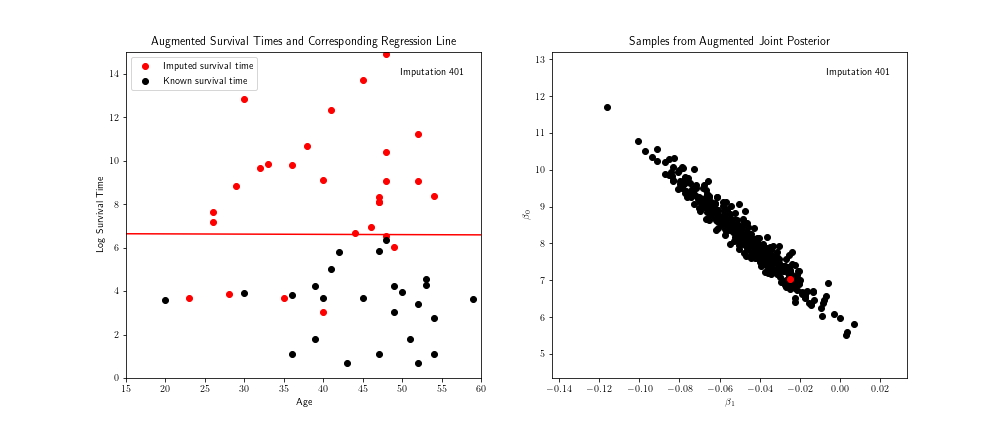 Augmented Survival Times and Corresponding Regression Line
Imputed survival time
Known survival time
Imputation 401
Log Survival Time
14
12
10
8
6
4
2
0
15 20 25 30 35 40 45 50 55 60
Age
Samples from Augmented Joint Posterior
Imputation 401
β0
13
12
11
10
9
8
7
6
5
−0.14 −0.12 −0.10 −0.08 −0.06 −0.04 −0.02 0.00 0.02
β1